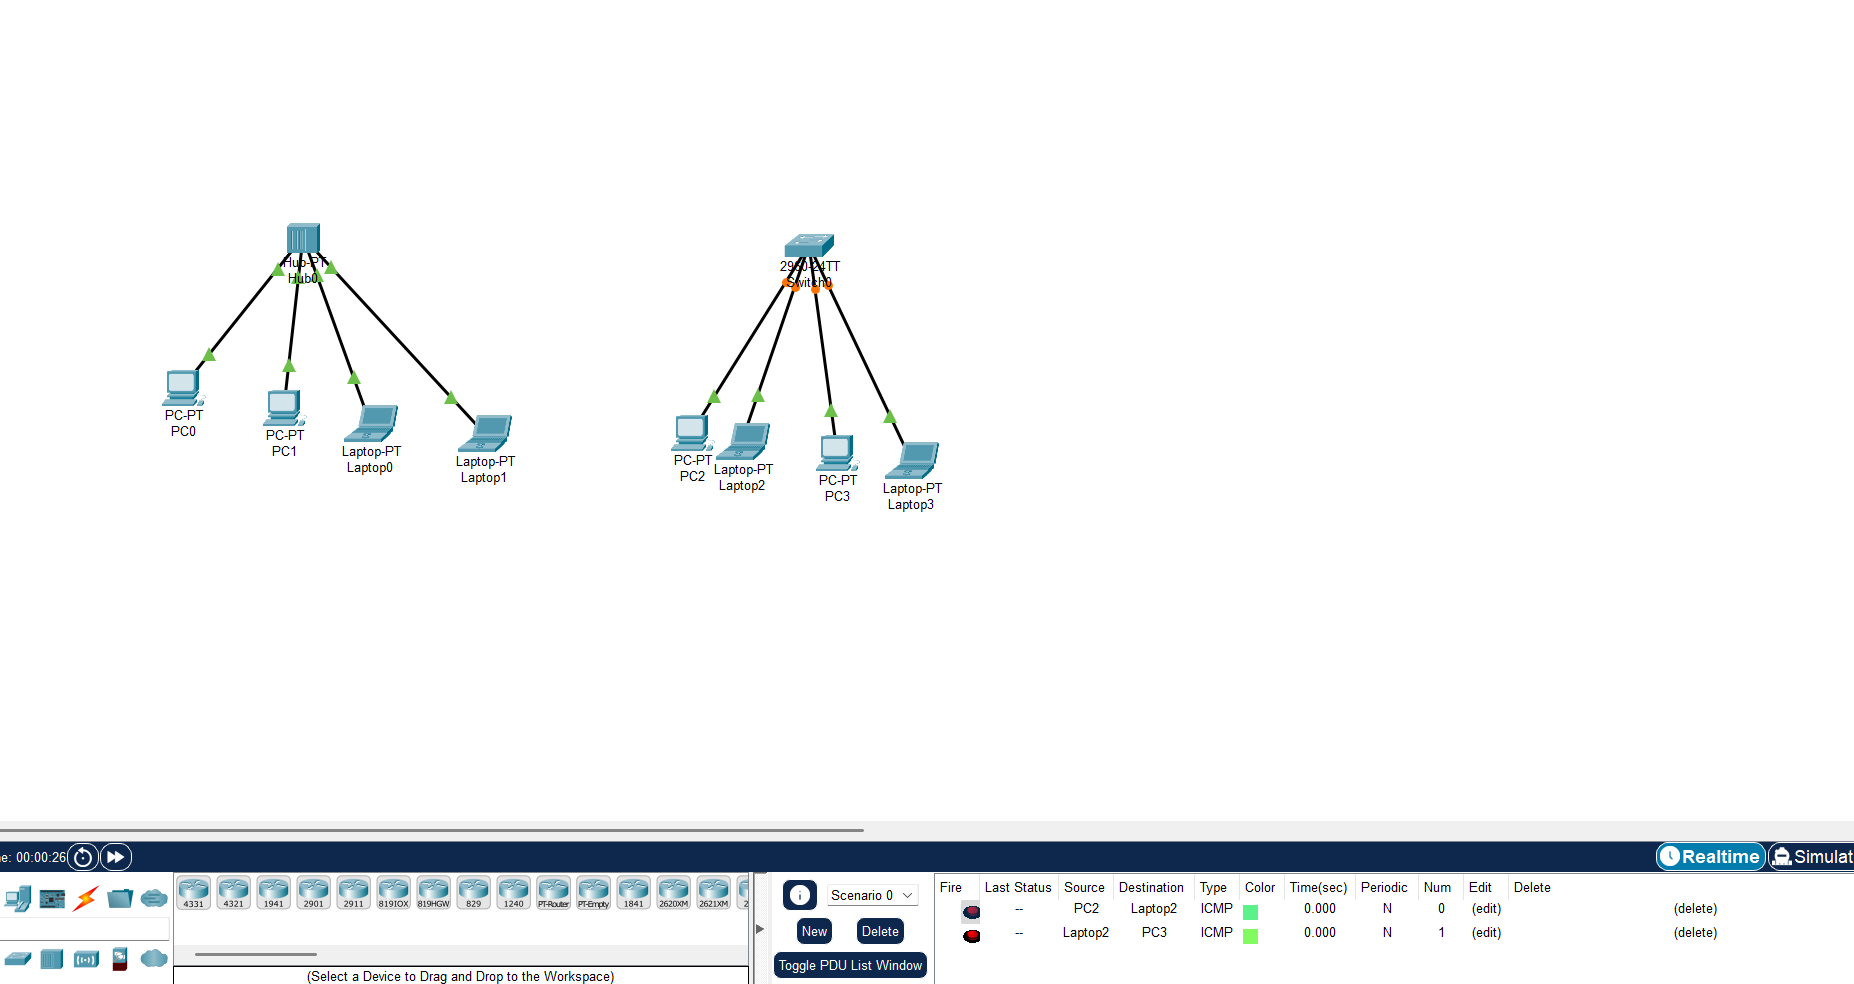 Hub-PT
Hub0
2960-24TT
Switch0
PC-PT
PC0
PC-PT
PC1
Laptop-PT
Laptop0
Laptop-PT
Laptop1
PC-PT
PC2
Laptop-PT
Laptop2
PC-PT
PC3
Laptop-PT
Laptop3
e: 00:00:26
Realtime
Simulat
4331
4321
1941
2901
2911
819IOX
819HGW
829
1240
PT-Router
PT-Empty
1841
2620XM
2621XM
2
(Select a Device to Drag and Drop to the Workspace)
Scenario 0
New
Delete
Toggle PDU List Window
Fire Last Status Source Destination Type Color Time(sec) Periodic Num Edit Delete
-- PC2 Laptop2 ICMP 0.000 N 0 (edit) (delete)
-- Laptop2 PC3 ICMP 0.000 N 1 (edit) (delete)